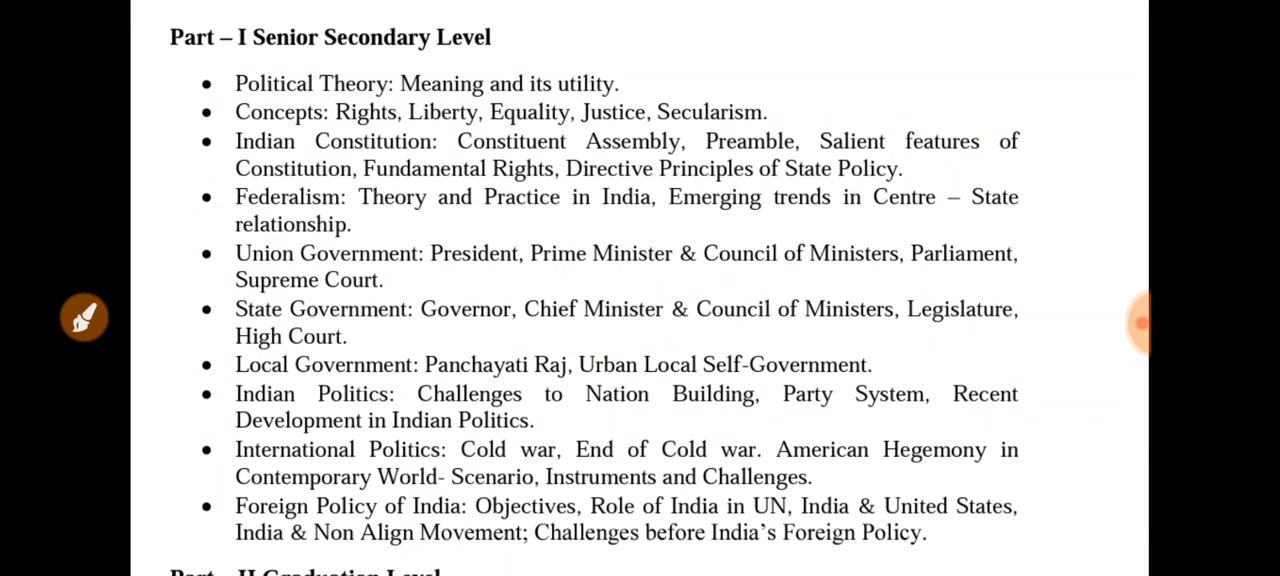 Part – I Senior Secondary Level
• Political Theory: Meaning and its utility.
• Concepts: Rights, Liberty, Equality, Justice, Secularism.
• Indian Constitution: Constituent Assembly, Preamble, Salient features of
Constitution, Fundamental Rights, Directive Principles of State Policy.
• Federalism: Theory and Practice in India, Emerging trends in Centre – State
relationship.
• Union Government: President, Prime Minister & Council of Ministers, Parliament,
Supreme Court.
• State Government: Governor, Chief Minister & Council of Ministers, Legislature,
High Court.
• Local Government: Panchayati Raj, Urban Local Self-Government.
• Indian Politics: Challenges to Nation Building, Party System, Recent
Development in Indian Politics.
• International Politics: Cold war, End of Cold war. American Hegemony in
Contemporary World- Scenario, Instruments and Challenges.
• Foreign Policy of India: Objectives, Role of India in UN, India & United States,
India & Non Align Movement; Challenges before India’s Foreign Policy.
Part – II Graduation Level